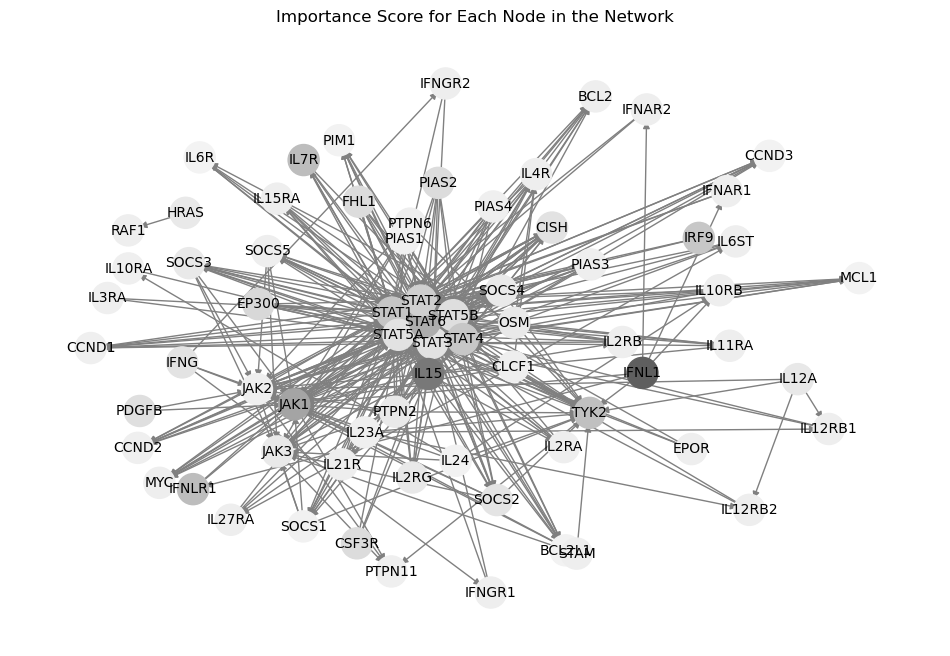 Importance Score for Each Node in the Network
IFNGR2
BCL2
IFNAR2
PIM1
IL6R
IL7R
CCND3
IL4R
PIAS2
IFNAR1
IL15RA
FHL1
PIAS4
HRAS
RAF1
PTPN6
CISH
PIAS1
IRF9
IL6ST
SOCS5
SOCS3
IL10RA
PIAS3
MCL1
IL3RA
EP300
SOCS4
IL10RB
STAT2
STAT1
STAT5B
STAT6
OSM
STAT5A
STAT3
STAT4
CCND1
IL2RB
IL11RA
IFNG
CLCF1
IL15
IFNL1
IL12A
JAK2
JAK1
PDGFB
PTPN2
TYK2
IL23A
IL12RB1
CCND2
JAK3
IL2RA
EPOR
IL21R
IL24
MYC
IFNLR1
IL2RG
SOCS2
IL12RB2
IL27RA
SOCS1
CSF3R
BCL2L1
STAM
PTPN11
IFNGR1